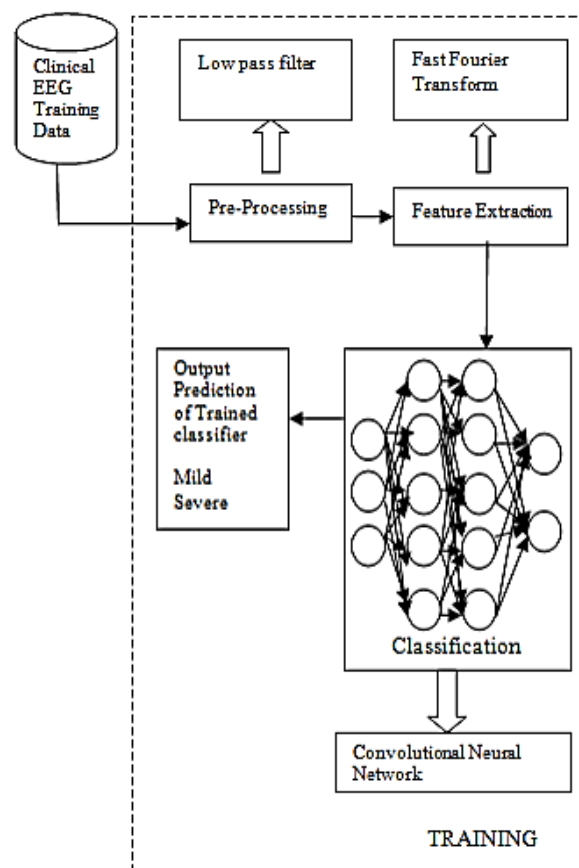 Clinical
EEG
Training
Data
Low pass filter
Fast Fourier
Transform
Pre-Processing
Feature Extraction
Output
Prediction
of Trained
classifier
Mild
Severe
Classification
Convolutional Neural
Network
TRAINING